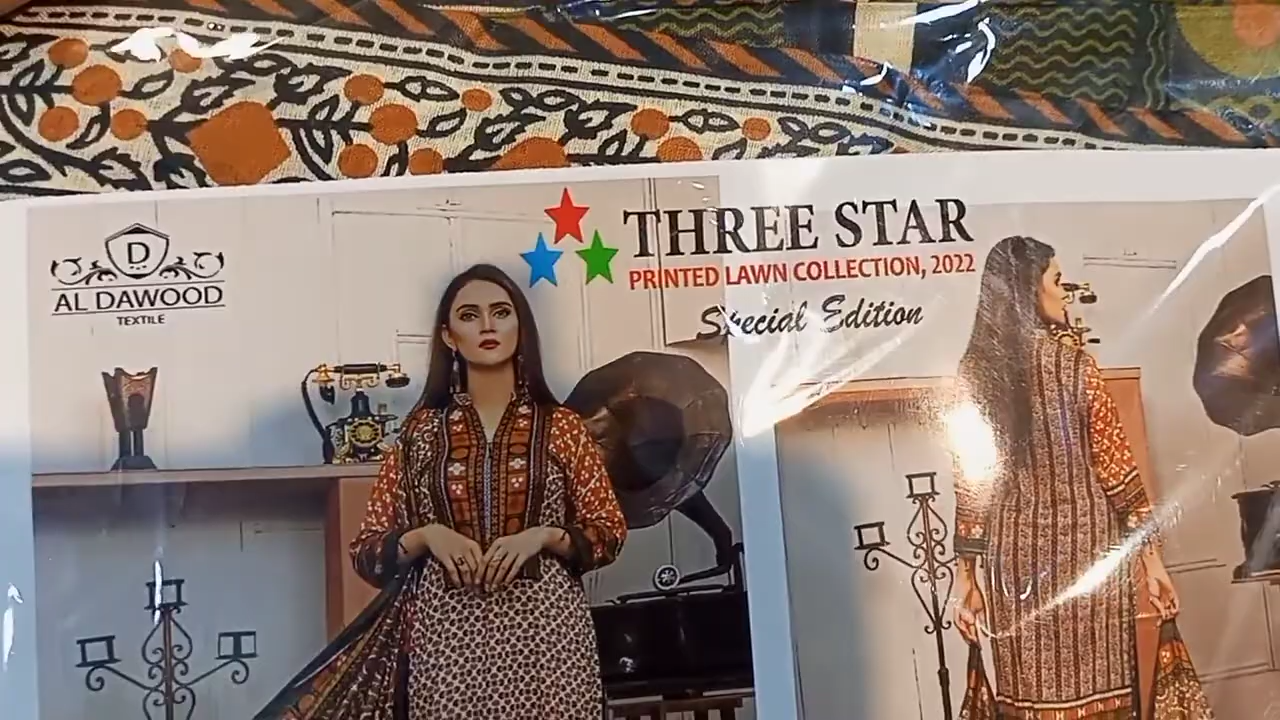 D
AL DAWOOD
TEXTILE
THREE STAR
PRINTED LAWN COLLECTION, 2022
Special Edition